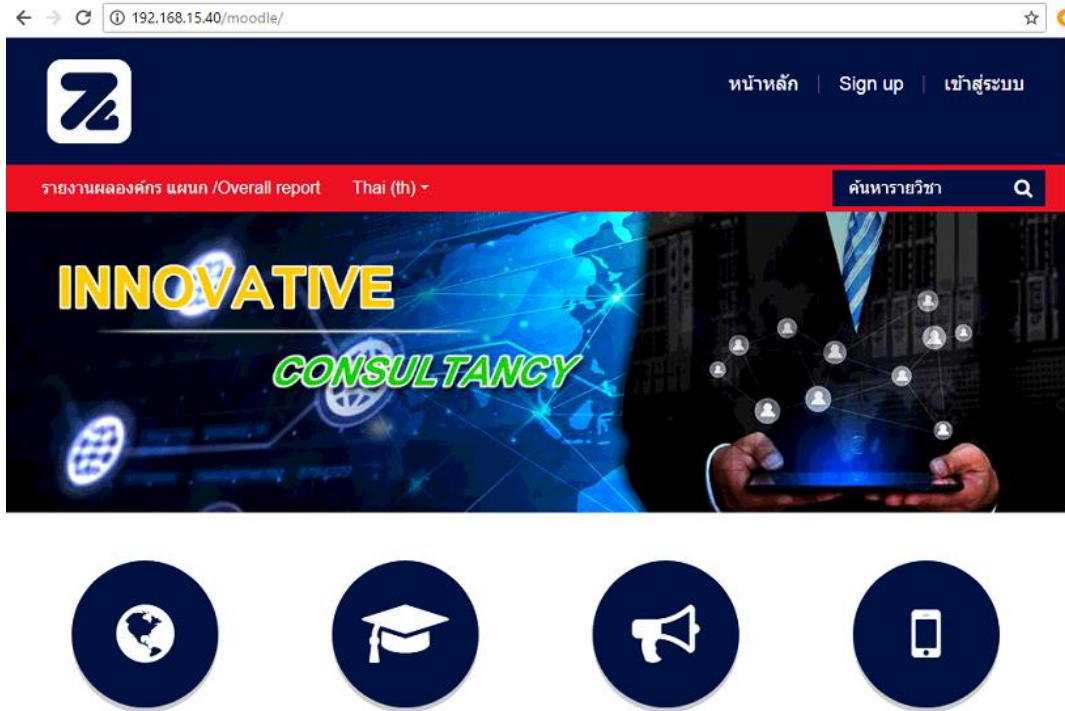 192.168.15.40/moodle/
หน้าหลัก | Sign up | เข้าสู่ระบบ
รายงานผลองค์กร แผนก /Overall report Thai (th) ค้นหารายวิชา
INNOVATIVE
CONSULTANCY